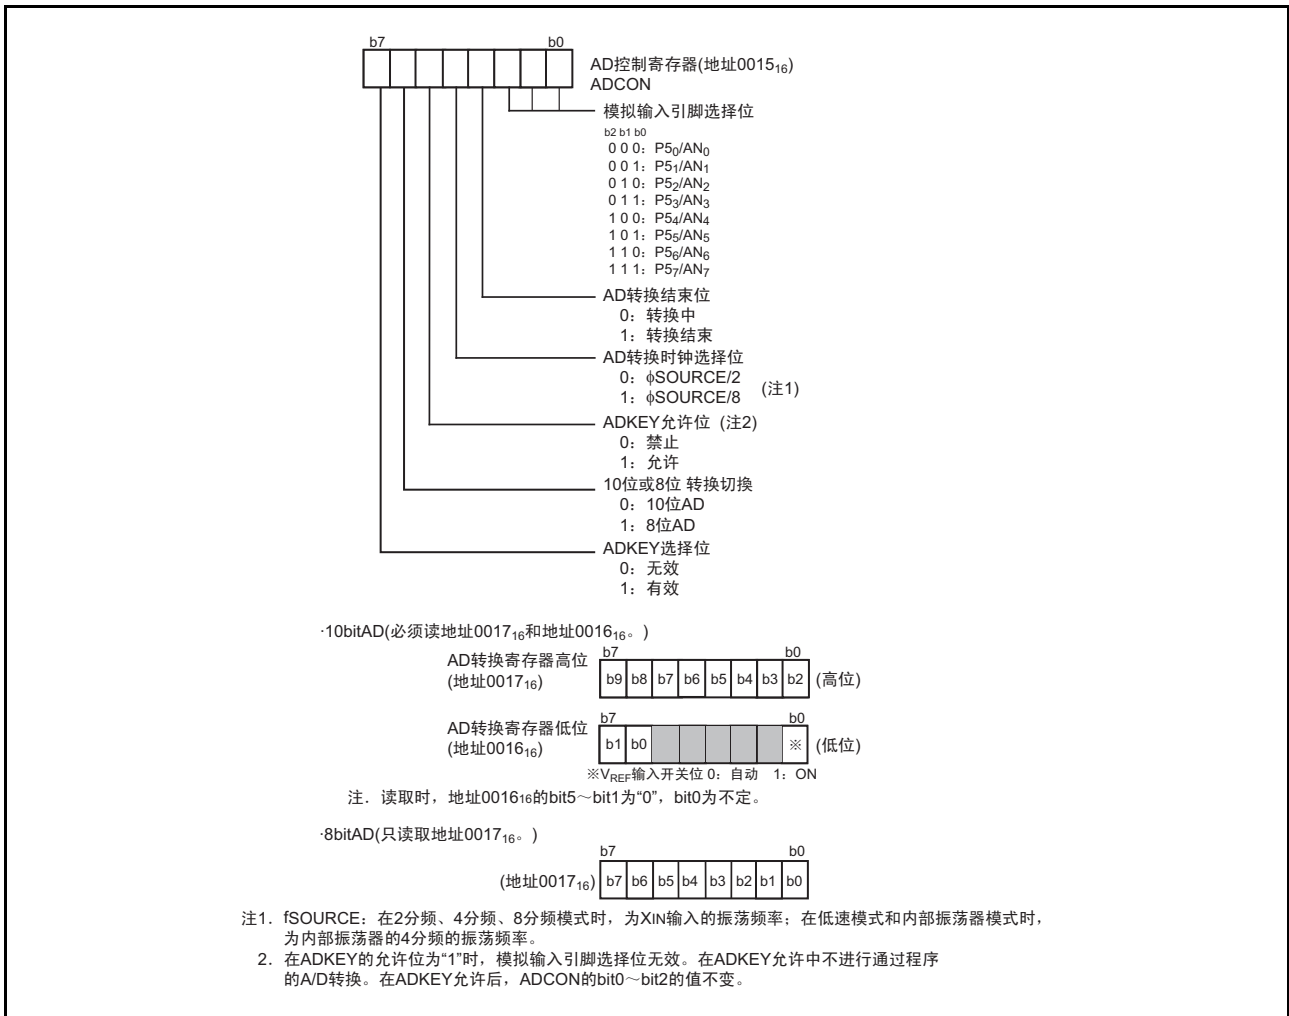 b7 b0
AD控制寄存器(地址0015₁₆)
ADCON
模拟输入引脚选择位
b2 b1 b0
0 0 0：P5₀/AN₀
0 0 1：P5₁/AN₁
0 1 0：P5₂/AN₂
0 1 1：P5₃/AN₃
1 0 0：P5₄/AN₄
1 0 1：P5₅/AN₅
1 1 0：P5₆/AN₆
1 1 1：P5₇/AN₇
AD转换结束位
0：转换中
1：转换结束
AD转换时钟选择位
0：ϕSOURCE/2
1：ϕSOURCE/8
(注1)
ADKEY允许位 (注2)
0：禁止
1：允许
10位或8位 转换切换
0：10位AD
1：8位AD
ADKEY选择位
0：无效
1：有效
·10bitAD(必须读地址0017₁₆和地址0016₁₆。)
b7 b0
AD转换寄存器高位
(地址0017₁₆)
b9 b8 b7 b6 b5 b4 b3 b2 (高位)
b7 b0
AD转换寄存器低位
(地址0016₁₆)
b1 b0 ※ (低位)
※V_REF输入开关位 0：自动 1：ON
注．读取时，地址0016₁₆的bit5～bit1为“0”，bit0为不定。
·8bitAD(只读取地址0017₁₆。)
b7 b0
(地址0017₁₆) b7 b6 b5 b4 b3 b2 b1 b0
注1．fSOURCE：在2分频、4分频、8分频模式时，为XIN输入的振荡频率；在低速模式和内部振荡器模式时，
为内部振荡器的4分频的振荡频率。
2．在ADKEY的允许位为“1”时，模拟输入引脚选择位无效。在ADKEY允许中不进行通过程序
的A/D转换。在ADKEY允许后，ADCON的bit0～bit2的值不变。